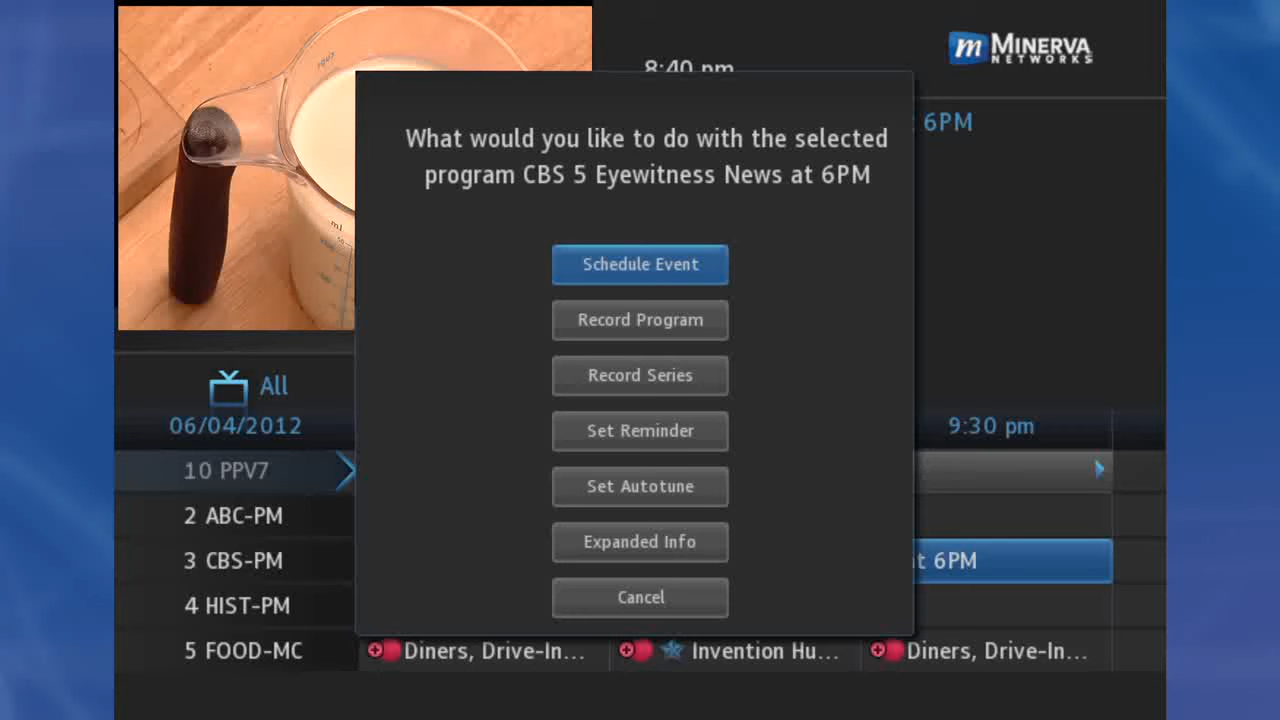 8:40 pm
MINERVA
NETWORKS
6PM
What would you like to do with the selected
program CBS 5 Eyewitness News at 6PM
Schedule Event
Record Program
Record Series
Set Reminder
Set Autotune
Expanded Info
Cancel
All
06/04/2012
9:30 pm
10 PPV7
2 ABC-PM
3 CBS-PM
t 6PM
4 HIST-PM
5 FOOD-MC
Diners, Drive-In...
Invention Hu...
Diners, Drive-In...
ml